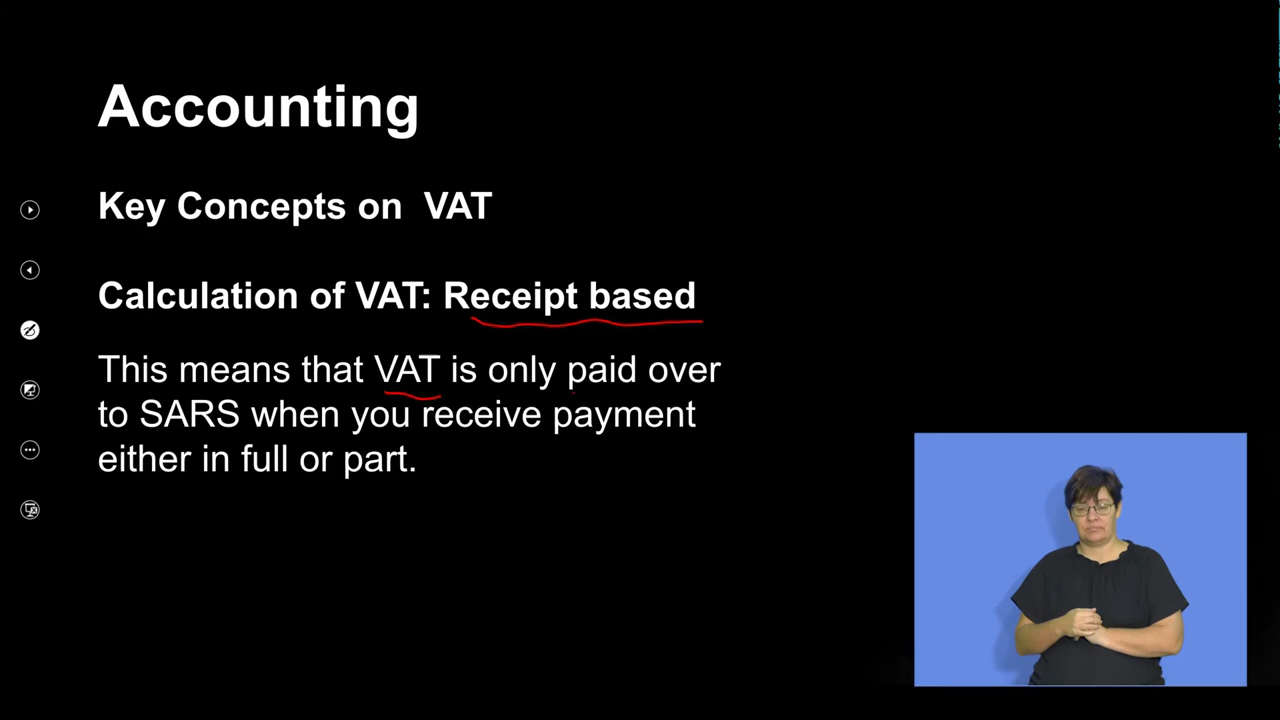 Accounting
Key Concepts on VAT
Calculation of VAT: Receipt based
This means that VAT is only paid over
to SARS when you receive payment
either in full or part.